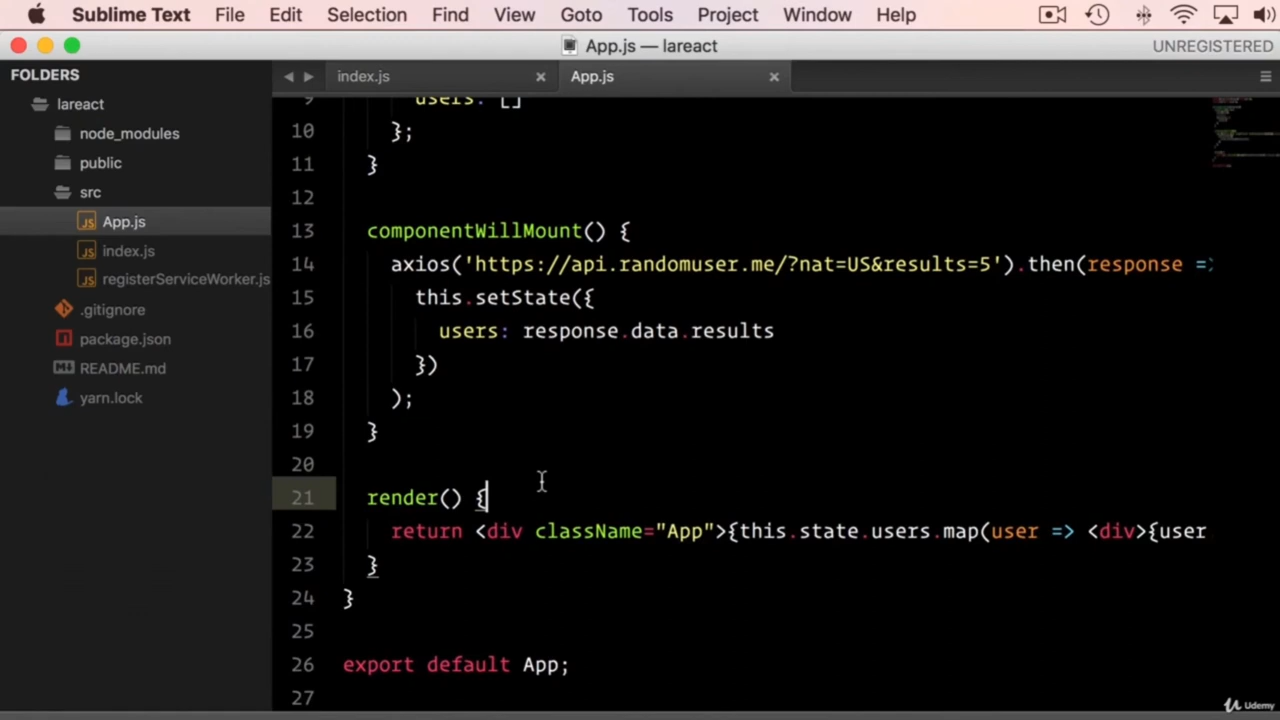 Sublime Text File Edit Selection Find View Goto Tools Project Window Help
App.js — lareact
UNREGISTERED
FOLDERS
lareact
node_modules
public
src
App.js
index.js
registerServiceWorker.js
.gitignore
package.json
README.md
yarn.lock
index.js
App.js
9 users: []
10 };
11 }
12
13 componentWillMount() {
14 axios('https://api.randomuser.me/?nat=US&results=5').then(response =>
15 this.setState({
16 users: response.data.results
17 })
18 );
19 }
20
21 render() {
22 return <div className="App">{this.state.users.map(user => <div>{user
23 }
24 }
25
26 export default App;
27
Udemy